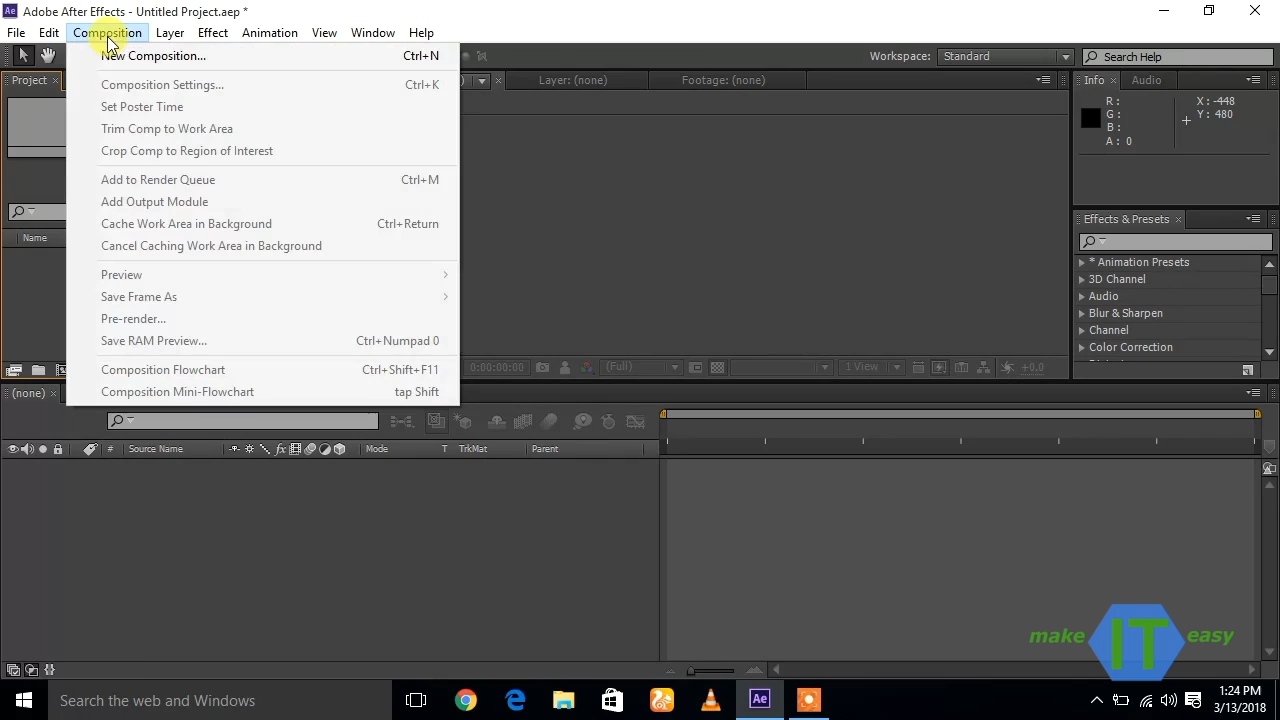 Adobe After Effects - Untitled Project.aep *
File Edit Composition Layer Effect Animation View Window Help
New Composition... Ctrl+N
Composition Settings... Ctrl+K
Set Poster Time
Trim Comp to Work Area
Crop Comp to Region of Interest
Add to Render Queue Ctrl+M
Add Output Module
Cache Work Area in Background Ctrl+Return
Cancel Caching Work Area in Background
Preview
Save Frame As
Pre-render...
Save RAM Preview... Ctrl+Numpad 0
Composition Flowchart Ctrl+Shift+F11
Composition Mini-Flowchart tap Shift
Workspace: Standard
Search Help
Project
Layer: (none) Footage: (none)
Info Audio
R : X : -448
G : Y : 480
B :
A : 0
Name
Effects & Presets
* Animation Presets
3D Channel
Audio
Blur & Sharpen
Channel
Color Correction
0:00:00:00 (Full) 1 View +0.0
(none)
# Source Name fx Mode T TrkMat Parent
make IT easy
Search the web and Windows
Ae
1:24 PM
3/13/2018